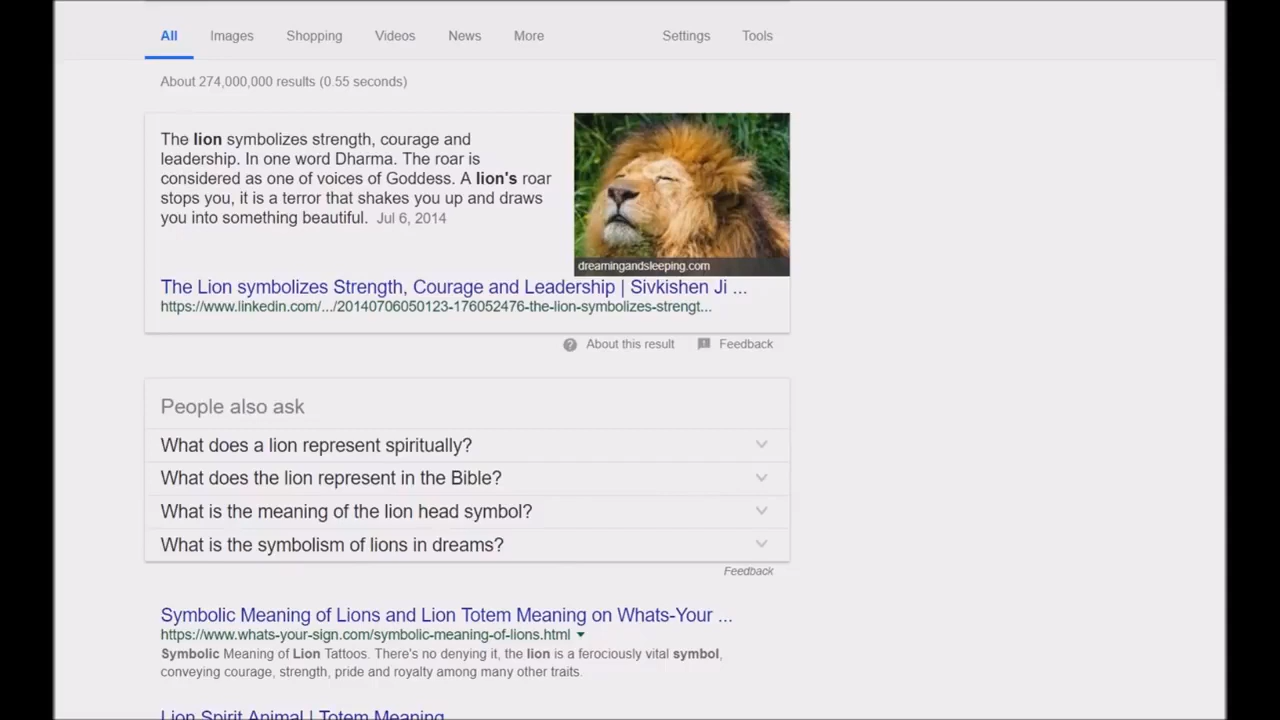 All Images Shopping Videos News More Settings Tools
About 274,000,000 results (0.55 seconds)
The lion symbolizes strength, courage and
leadership. In one word Dharma. The roar is
considered as one of voices of Goddess. A lion's roar
stops you, it is a terror that shakes you up and draws
you into something beautiful. Jul 6, 2014
dreamingandsleeping.com
The Lion symbolizes Strength, Courage and Leadership | Sivkishen Ji ...
https://www.linkedin.com/.../20140706050123-176052476-the-lion-symbolizes-strengt...
About this result Feedback
People also ask
What does a lion represent spiritually?
What does the lion represent in the Bible?
What is the meaning of the lion head symbol?
What is the symbolism of lions in dreams?
Feedback
Symbolic Meaning of Lions and Lion Totem Meaning on Whats-Your ...
https://www.whats-your-sign.com/symbolic-meaning-of-lions.html
Symbolic Meaning of Lion Tattoos. There's no denying it, the lion is a ferociously vital symbol,
conveying courage, strength, pride and royalty among many other traits.
Lion Spirit Animal | Totem Meaning